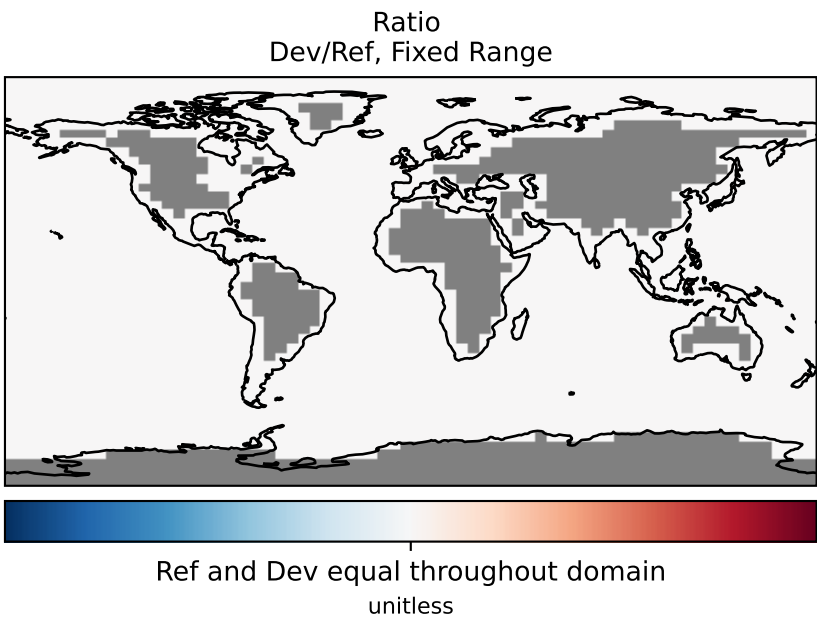 Ratio
Dev/Ref, Fixed Range
Ref and Dev equal throughout domain
unitless